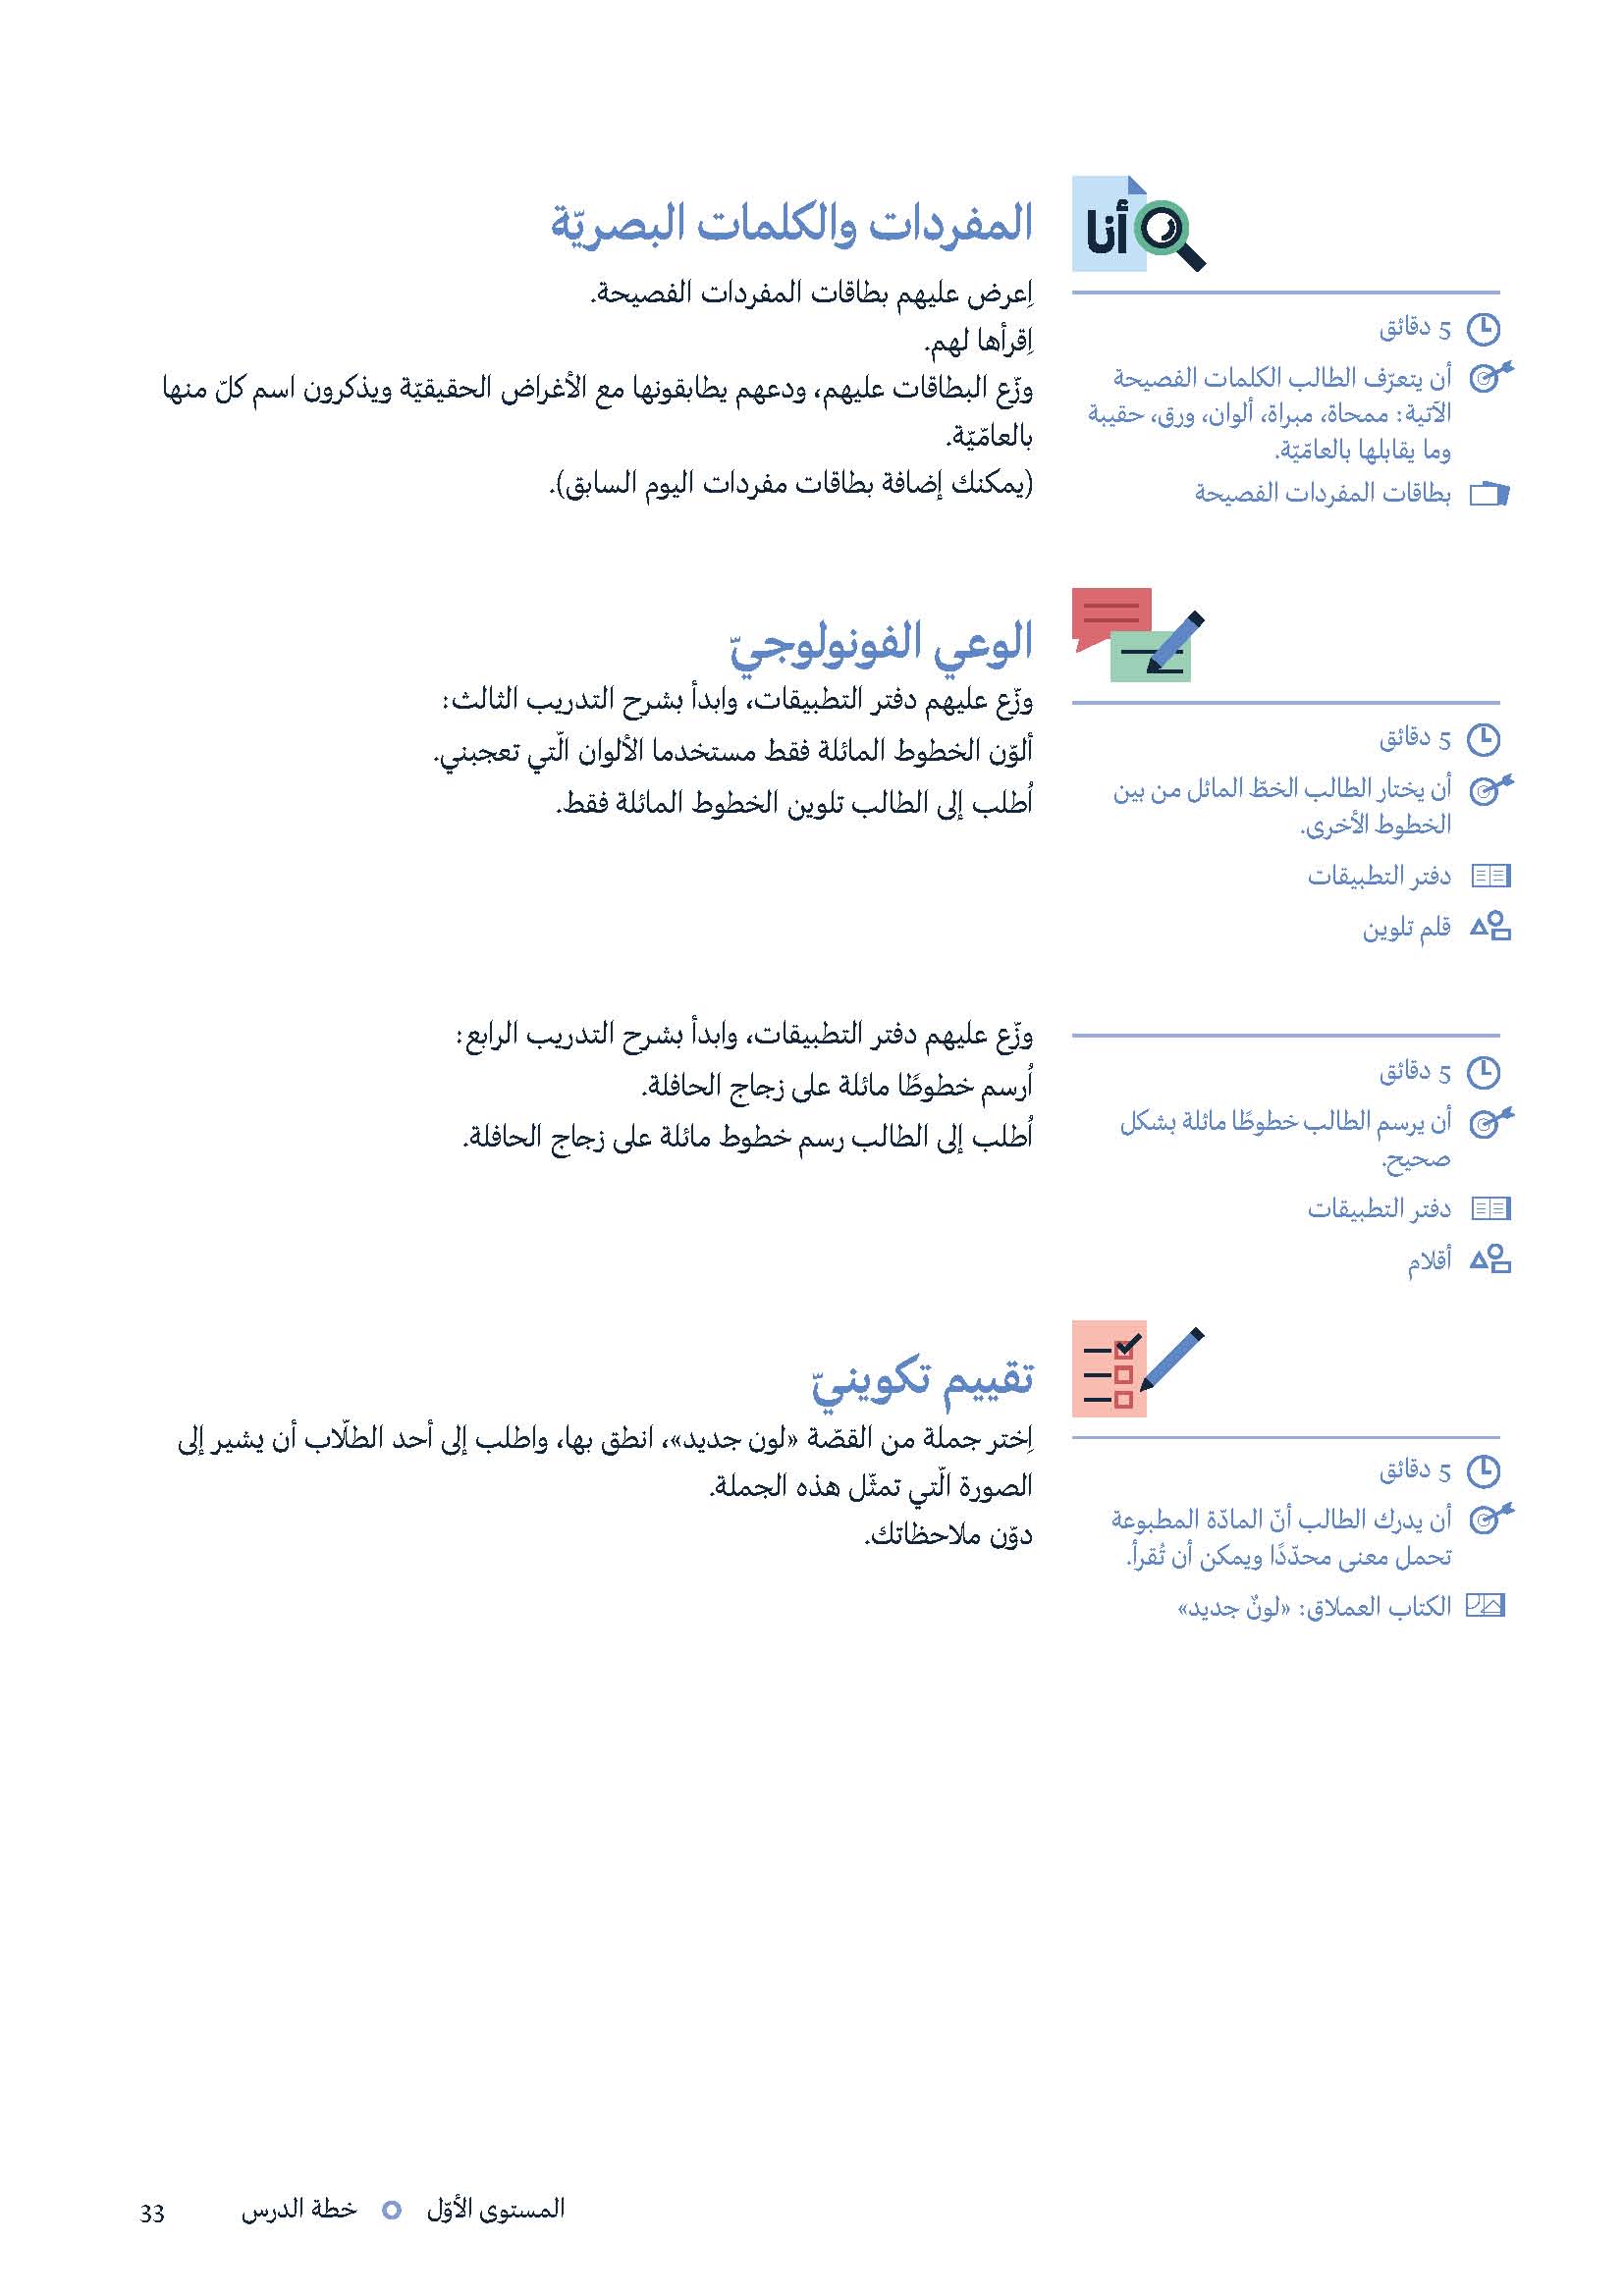 أنا
المفردات والكلمات البصريّة
5 دقائق
أن يتعرّف الطالب الكلمات الفصيحة
الآتية: ممحاة، مبراة، ألوان، ورق، حقيبة
وما يقابلها بالعامّيّة.
بطاقات المفردات الفصيحة
اِعرض عليهم بطاقات المفردات الفصيحة.
اِقرأها لهم.
وزّع البطاقات عليهم، ودعهم يطابقونها مع الأغراض الحقيقيّة ويذكرون اسم كلّ منها
بالعامّيّة.
(يمكنك إضافة بطاقات مفردات اليوم السابق).
الوعي الفونولوجيّ
5 دقائق
أن يختار الطالب الخطّ المائل من بين
الخطوط الأخرى.
دفتر التطبيقات
قلم تلوين
وزّع عليهم دفتر التطبيقات، وابدأ بشرح التدريب الثالث:
ألوّن الخطوط المائلة فقط مستخدما الألوان الّتي تعجبني.
اُطلب إلى الطالب تلوين الخطوط المائلة فقط.
5 دقائق
أن يرسم الطالب خطوطًا مائلة بشكل
صحيح.
دفتر التطبيقات
أقلام
وزّع عليهم دفتر التطبيقات، وابدأ بشرح التدريب الرابع:
اُرسم خطوطًا مائلة على زجاج الحافلة.
اُطلب إلى الطالب رسم خطوط مائلة على زجاج الحافلة.
تقييم تكوينيّ
5 دقائق
أن يدرك الطالب أنّ المادّة المطبوعة
تحمل معنى محدّدًا ويمكن أن تُقرأ.
الكتاب العملاق: «لونٌ جديد»
اِختر جملة من القصّة «لون جديد»، انطق بها، واطلب إلى أحد الطلّاب أن يشير إلى
الصورة الّتي تمثّل هذه الجملة.
دوّن ملاحظاتك.
المستوى الأوّل خطة الدرس 33